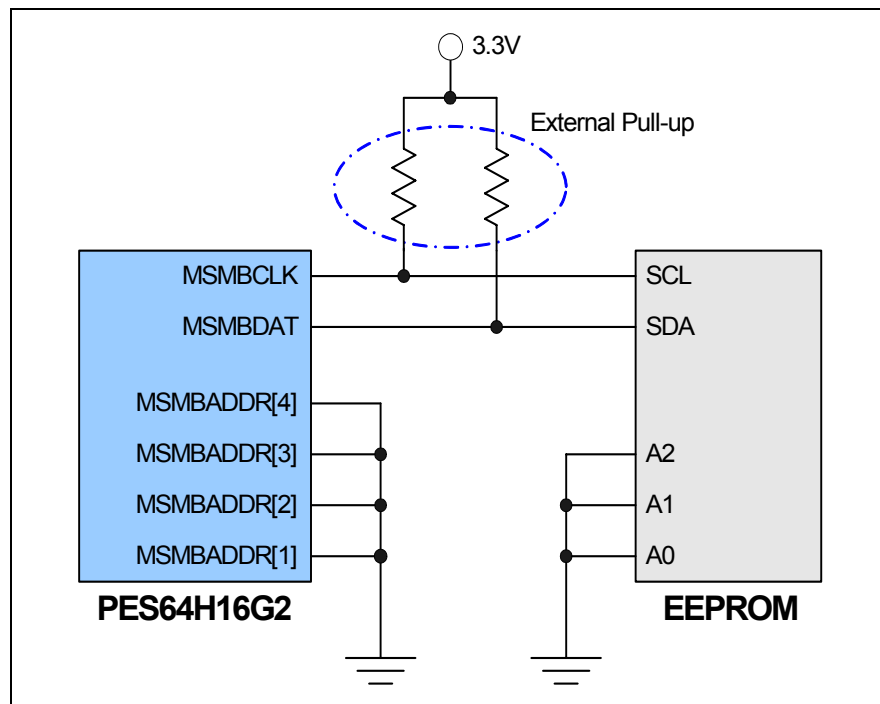 3.3V
External Pull-up
MSMBCLK
SCL
MSMBDAT
SDA
MSMBADDR[4]
MSMBADDR[3]
A2
MSMBADDR[2]
A1
MSMBADDR[1]
A0
PES64H16G2
EEPROM